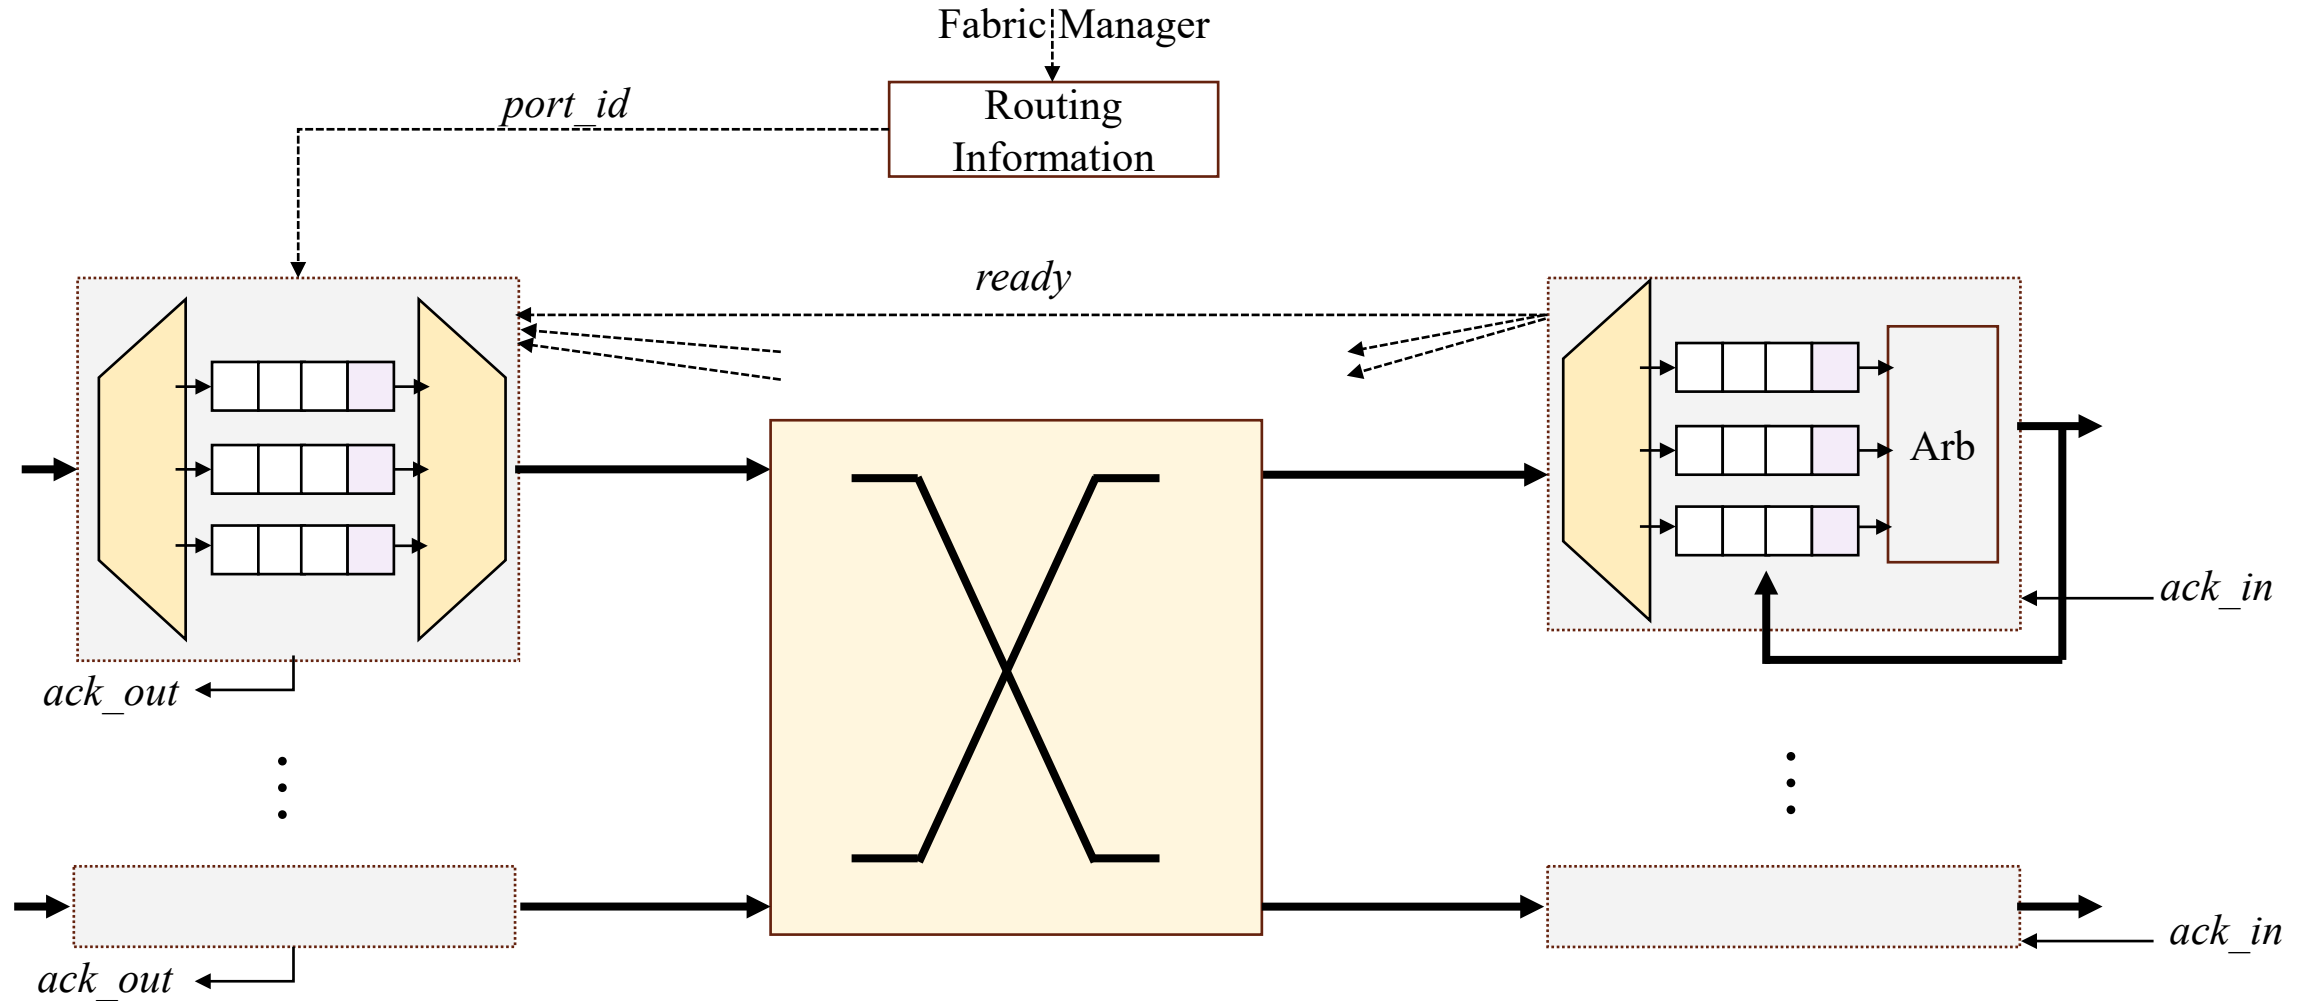 Fabric Manager
port_id
Routing
Information
ready
Arb
ack_in
ack_out
ack_in
ack_out